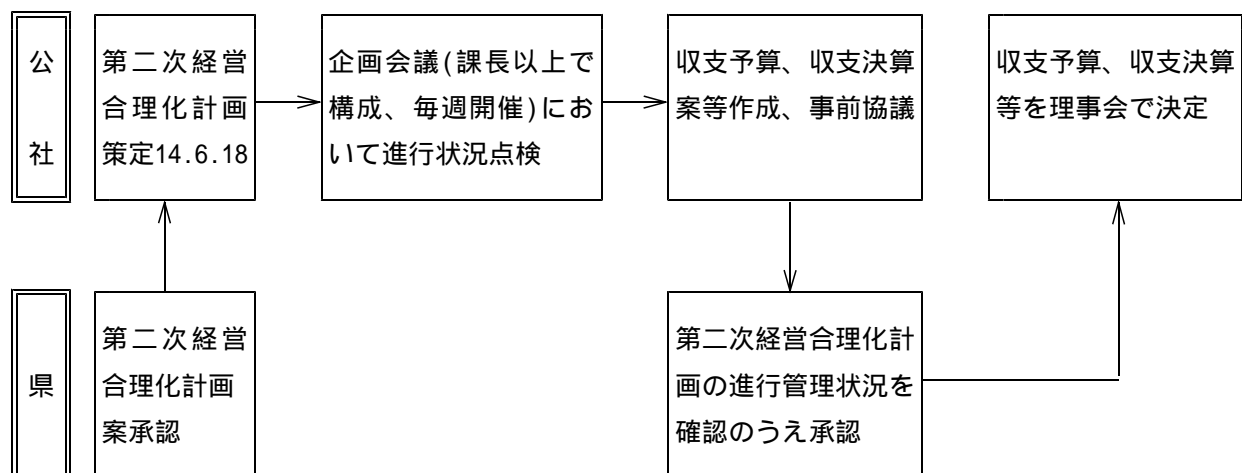 公社
第二次経営
合理化計画
策定14.6.18
企画会議(課長以上で
構成、毎週開催)にお
いて進行状況点検
収支予算、収支決算
案等作成、事前協議
収支予算、収支決算
等を理事会で決定
県
第二次経営
合理化計画
案承認
第二次経営合理化計
画の進行管理状況を
確認のうえ承認